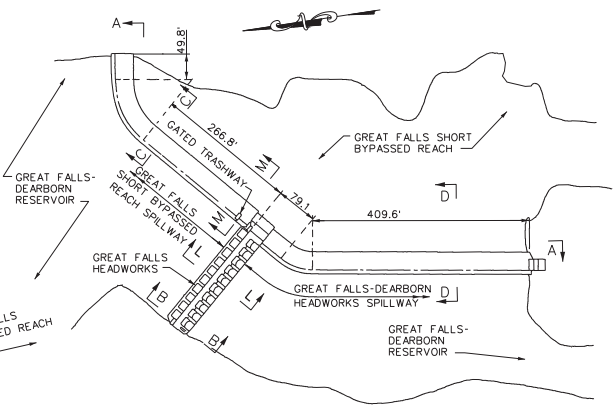 A
49.8'
C
266.8'
GATED TRASHWAY
GREAT FALLS SHORT
BYPASSED REACH
C
M
GREAT FALLS-
DEARBORN
RESERVOIR
GREAT FALLS
SHORT BYPASSED
REACH SPILLWAY
79.1
D
409.6'
M
L
A
GREAT FALLS
HEADWORKS
B
L
GREAT FALLS-DEARBORN
HEADWORKS SPILLWAY
D
B
LLS
ED REACH
GREAT FALLS-
DEARBORN
RESERVOIR